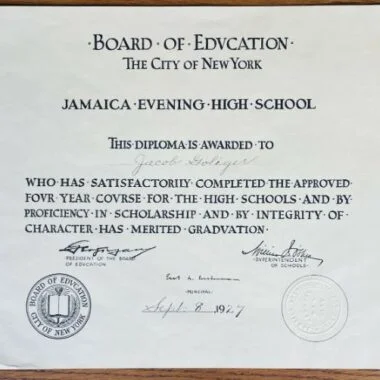 ·BOARD·OF·EDVCATION·
THE CITY OF NEW YORK
JAMAICA·EVENING·HIGH·SCHOOL
THIS·DIPLOMA·IS·AWARDED·TO
Jacob
WHO·HAS·SATISFACTORILY·COMPLETED·THE·APPROVED·
FOVR·YEAR·COVRSE·FOR·THE·HIGH·SCHOOLS·AND·BY·
PROFICIENCY·IN·SCHOLARSHIP·AND·BY·INTEGRITY·OF·
CHARACTER·HAS·MERITED·GRADVATION·
PRESIDENT OF THE BOARD
OF EDUCATION
·SUPERINTENDENT
OF SCHOOLS·
·PRINCIPAL·
Sept. 8, 1927
BOARD OF EDUCATION
CITY OF NEW YORK